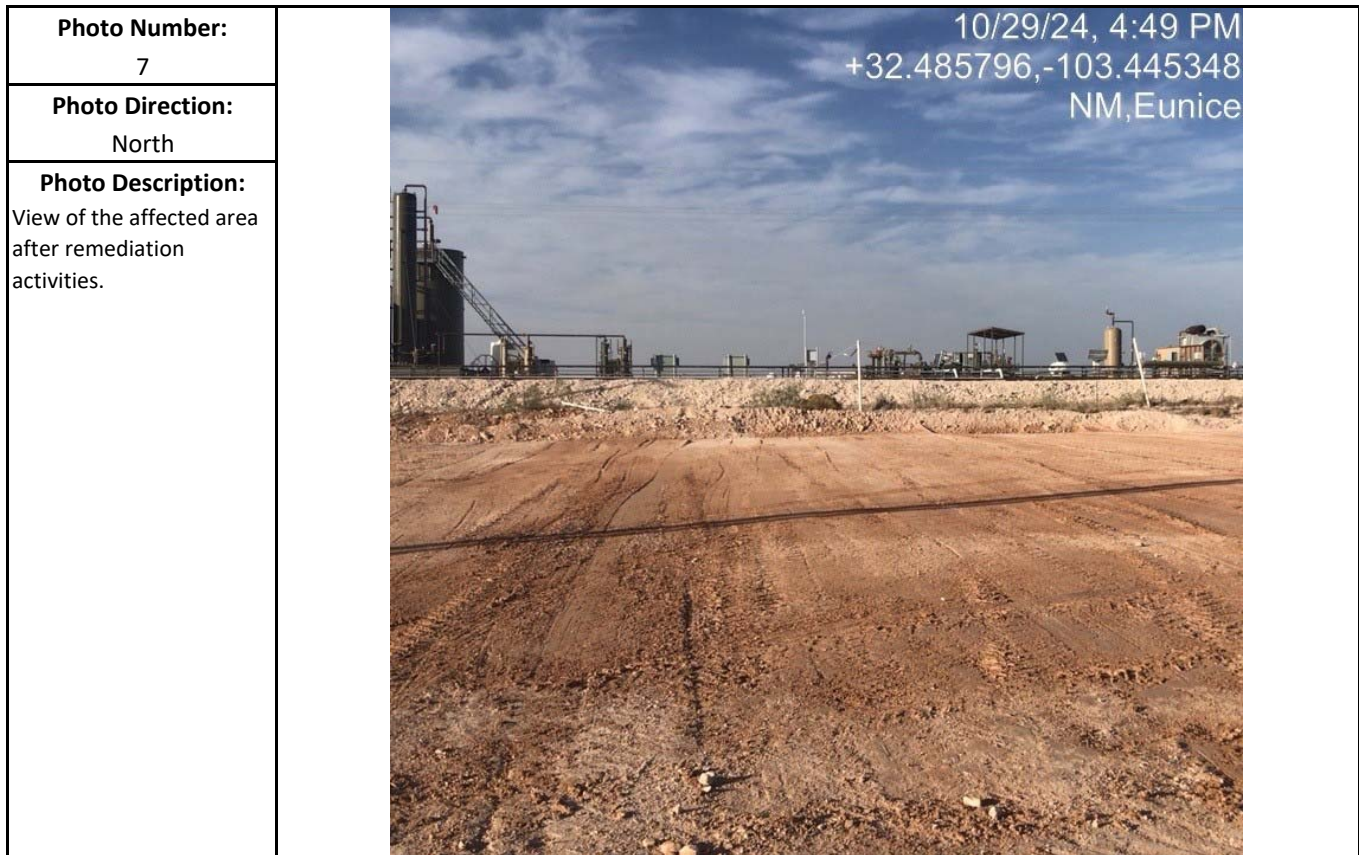 Photo Number:
7
Photo Direction:
North
Photo Description:
View of the affected area
after remediation
activities.
10/29/24, 4:49 PM
+32.485796,-103.445348
NM,Eunice